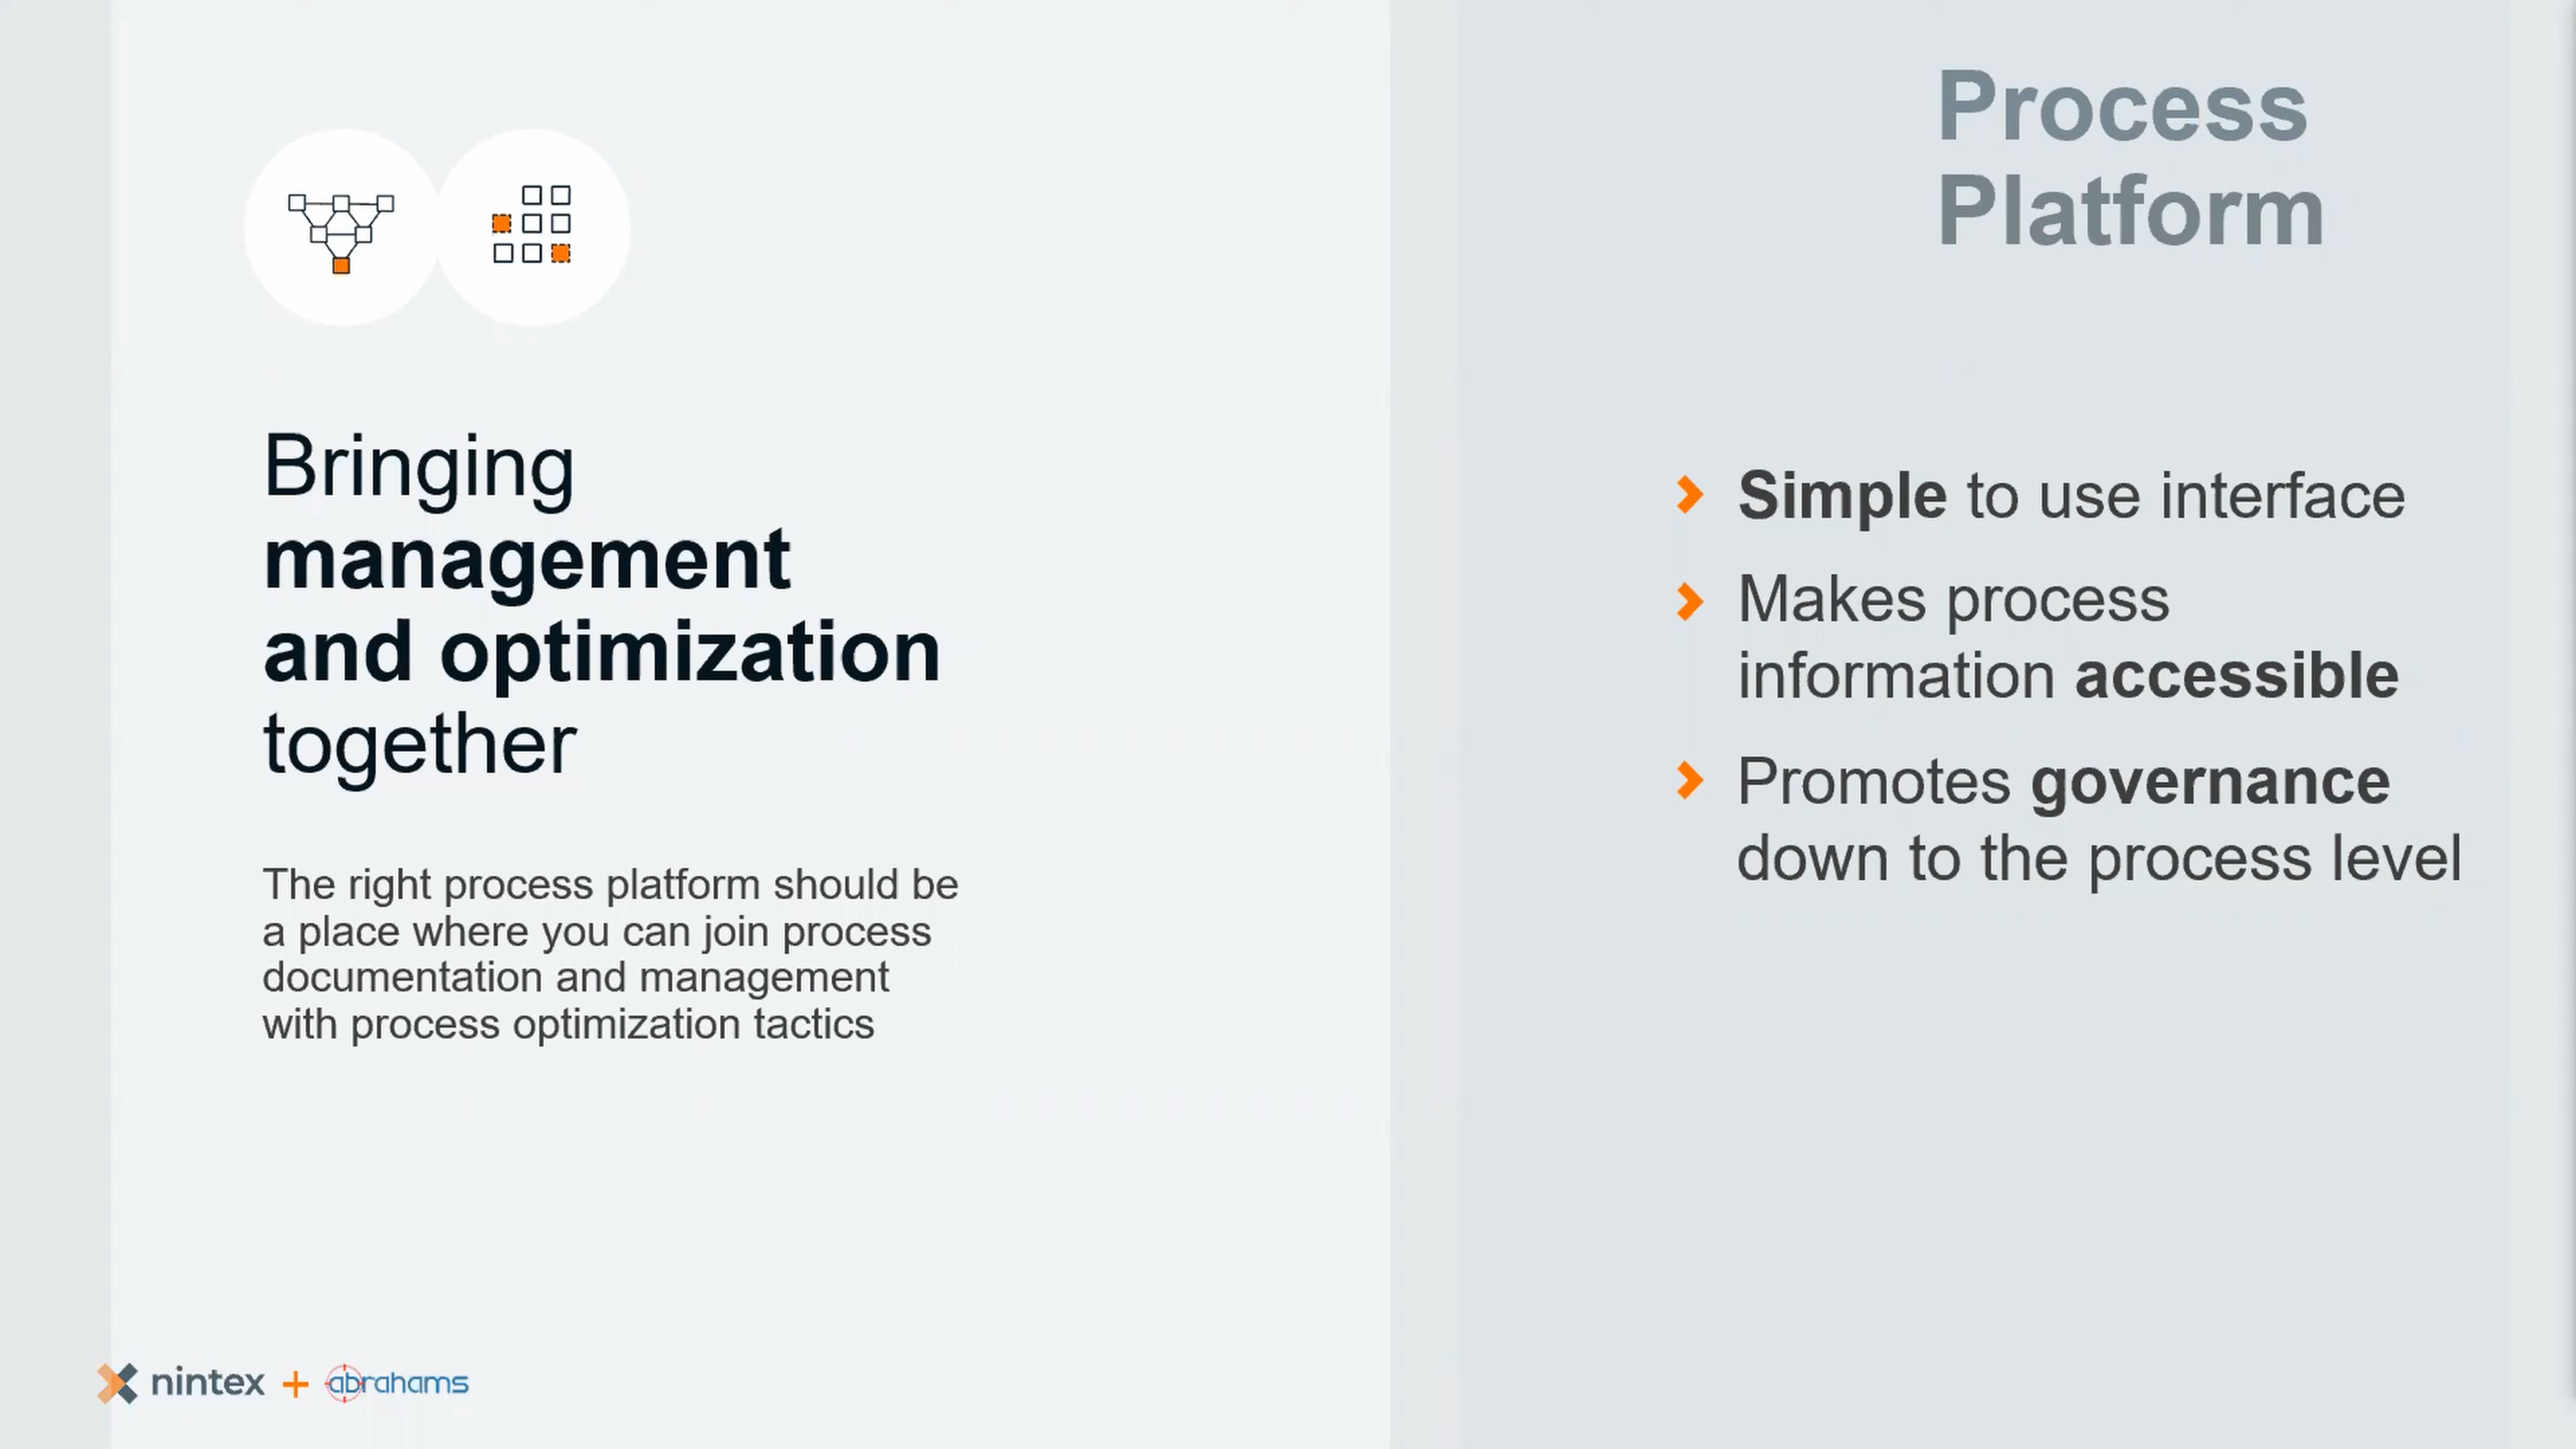 Bringing
management
and optimization
together
The right process platform should be
a place where you can join process
documentation and management
with process optimization tactics
Process
Platform
Simple to use interface
Makes process
information accessible
Promotes governance
down to the process level
nintex + abrahams